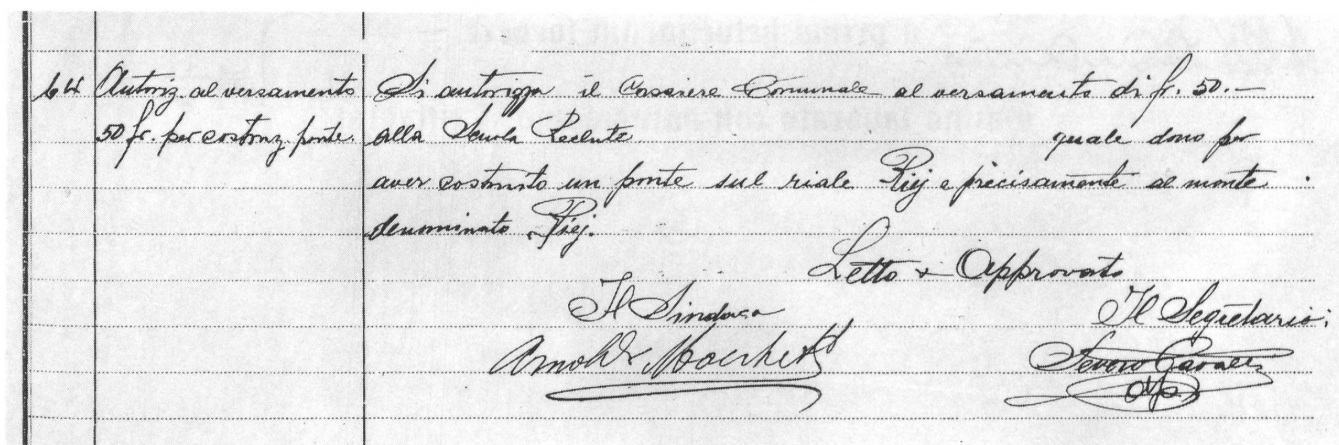 64 Autoriz. al versamento
50 fr. per costruz. ponte.
Si autorizza il Cassiere Comunale al versamento di fr. 50.–
alla Scuola Reclute quale dono per
aver costruito un ponte sul riale Piej e précisamente al monte
denominato Piej.
Letto + Approvato
Il Sindaco
Il Segretario:
Arnold
Severo